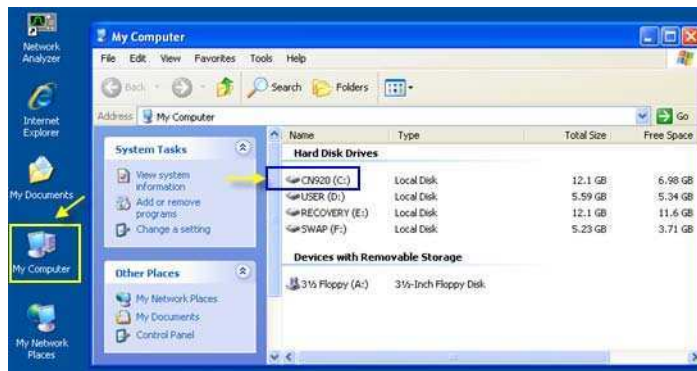 Network
Analyzer
Internet
Explorer
My Documents
My Computer
My Network
Places
My Computer
File Edit View Favorites Tools Help
Back Search Folders
Address My Computer Go
System Tasks
View system
information
Add or remove
programs
Change a setting
Other Places
My Network Places
My Documents
Control Panel
Name Type Total Size Free Space
Hard Disk Drives
CN920 (C:) Local Disk 12.1 GB 6.98 GB
USER (D:) Local Disk 5.59 GB 5.34 GB
RECOVERY (E:) Local Disk 12.1 GB 11.6 GB
SWAP (F:) Local Disk 5.23 GB 3.71 GB
Devices with Removable Storage
3½ Floppy (A:) 3½-Inch Floppy Disk